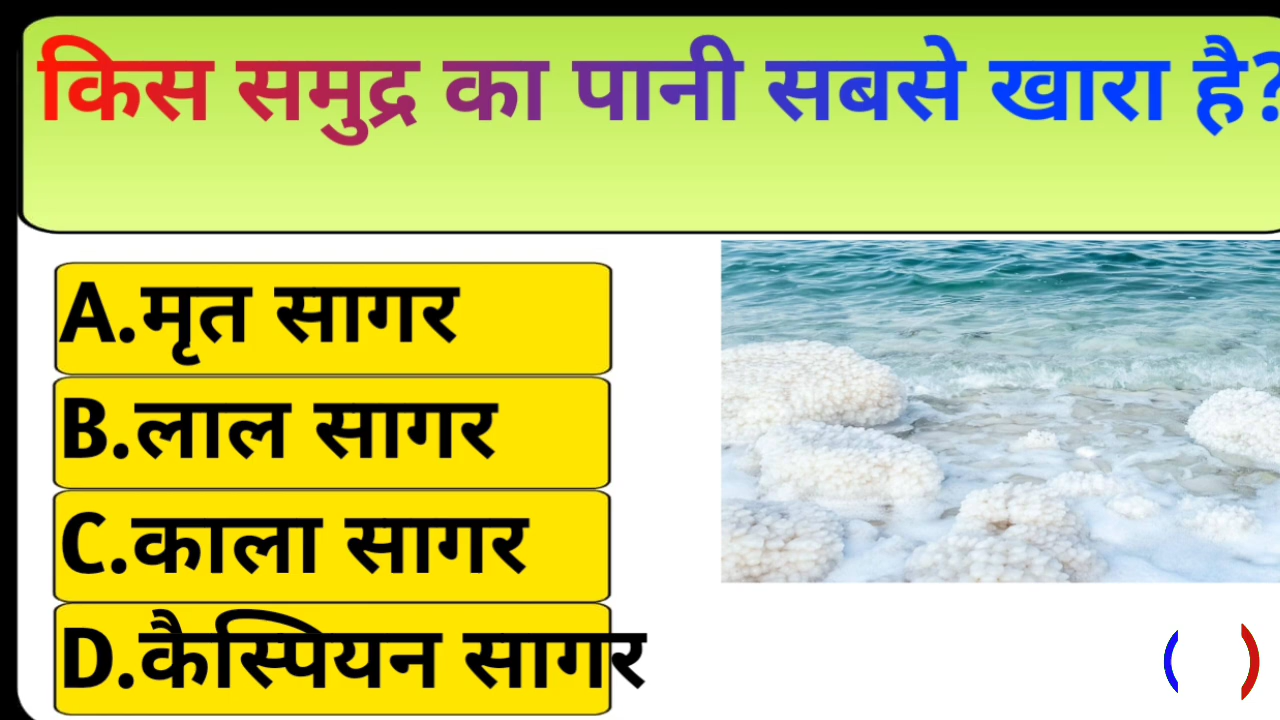 किस समुद्र का पानी सबसे खारा है?
A.मृत सागर
B.लाल सागर
C.काला सागर
D.कैस्पियन सागर